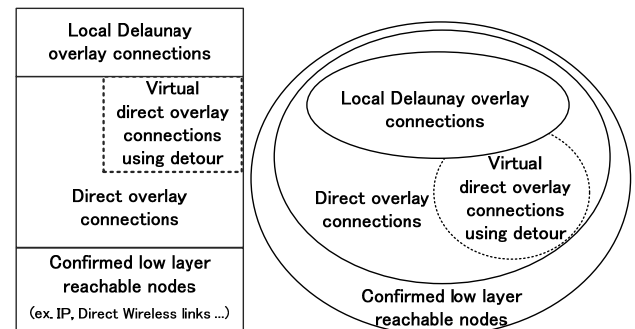 Local Delaunay
overlay connections
Virtual
direct overlay
connections
using detour
Direct overlay
connections
Confirmed low layer
reachable nodes
(ex. IP, Direct Wireless links ...)
Local Delaunay overlay
connections
Virtual
direct overlay
connections
using detour
Direct overlay
connections
Confirmed low layer
reachable nodes